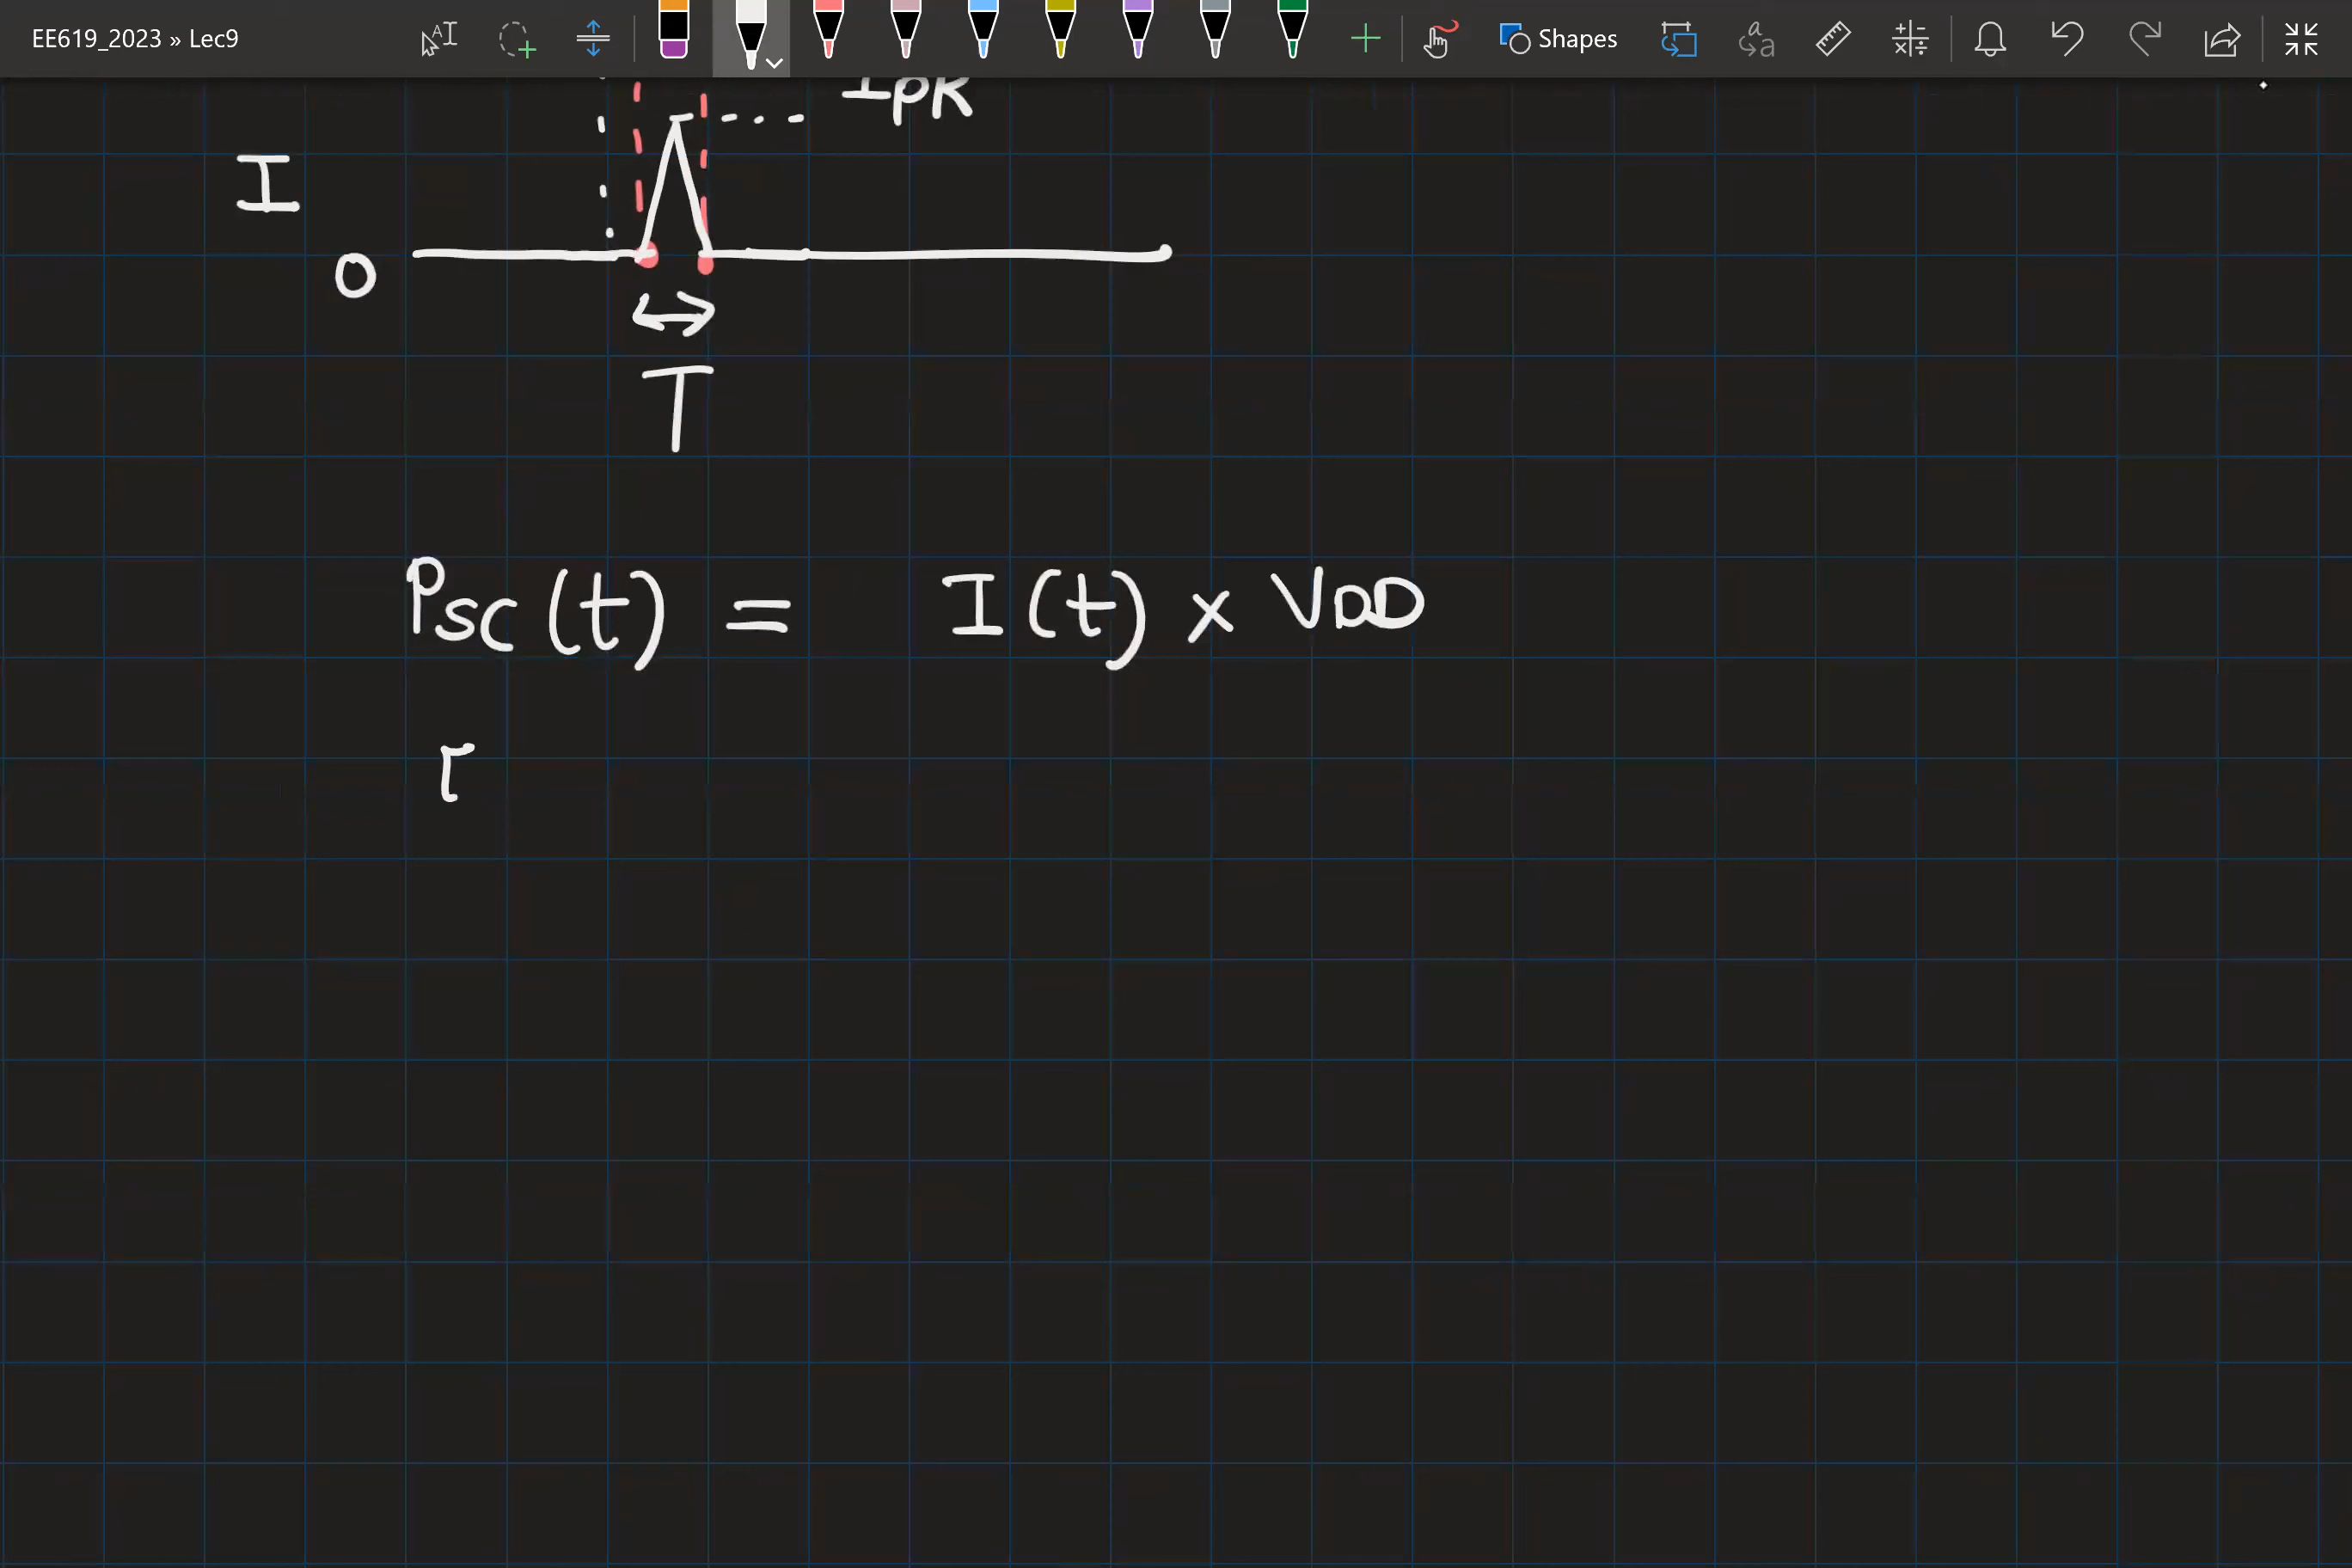 EE619_2023 » Lec9
Shapes
Ipk
I
0
T
Psc(t) = I(t) × VDD